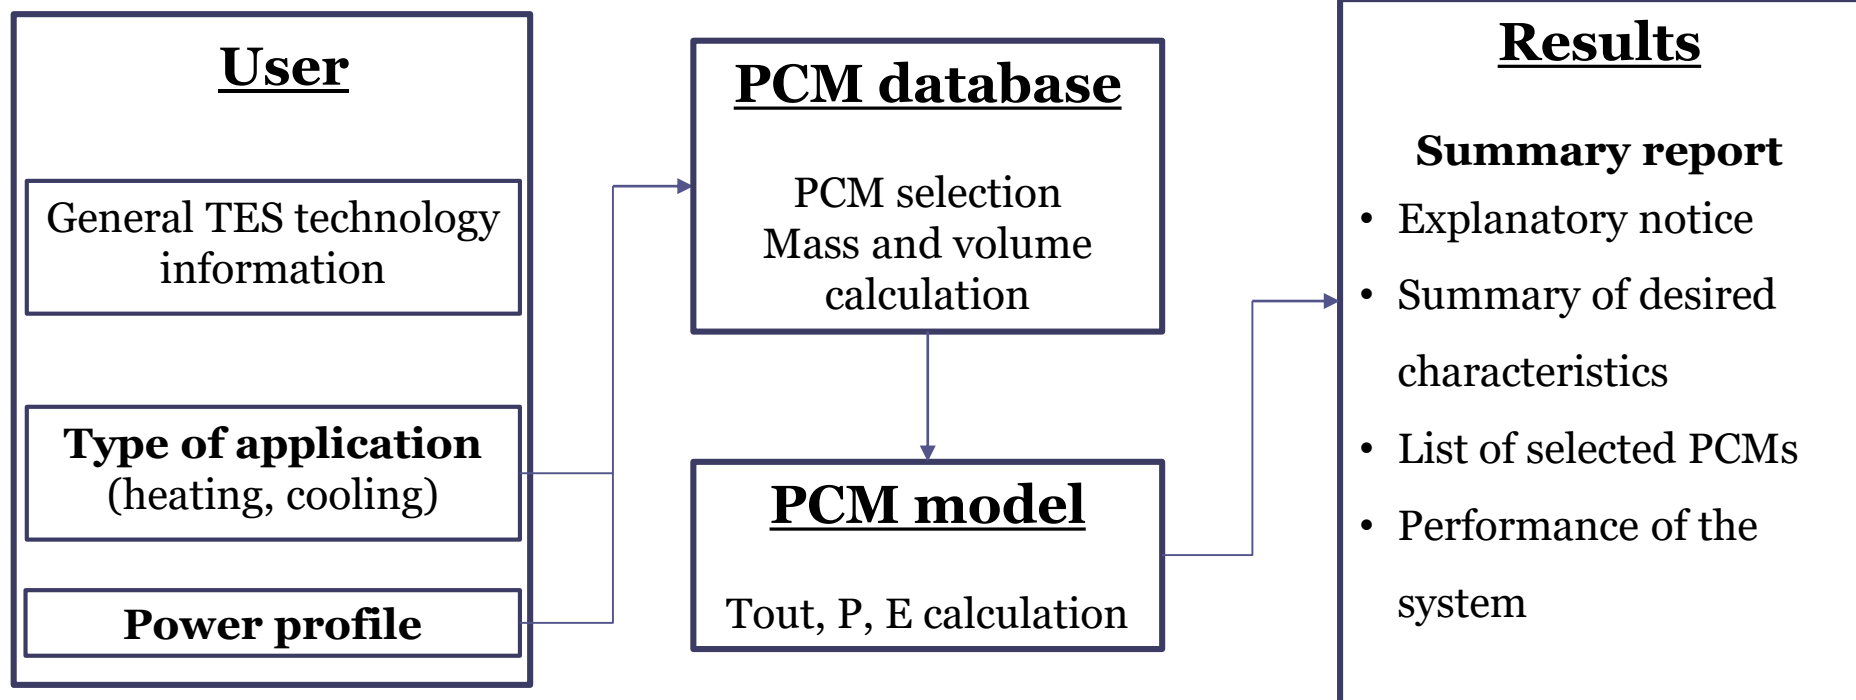 User
General TES technology
information
Type of application
(heating, cooling)
Power profile
PCM database
PCM selection
Mass and volume
calculation
PCM model
Tout, P, E calculation
Results
Summary report
• Explanatory notice
• Summary of desired
characteristics
• List of selected PCMs
• Performance of the
system